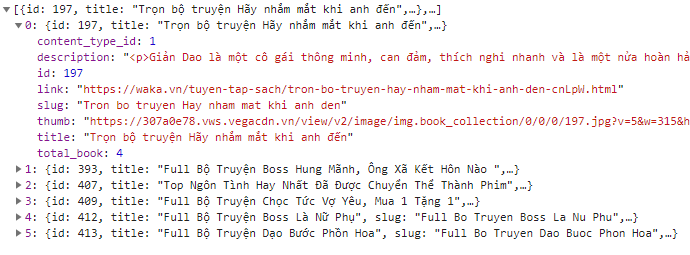 [{id: 197, title: "Trọn bộ truyện Hãy nhắm mắt khi anh đến",…},…]
0: {id: 197, title: "Trọn bộ truyện Hãy nhắm mắt khi anh đến",…}
content_type_id: 1
description: "<p>Giản Dao là một cô gái thông minh, can đảm, thích nghi nhanh và là một nửa hoàn hả
id: 197
link: "https://waka.vn/tuyen-tap-sach/tron-bo-truyen-hay-nham-mat-khi-anh-den-cnLpW.html"
slug: "Tron bo truyen Hay nham mat khi anh den"
thumb: "https://307a0e78.vws.vegacdn.vn/view/v2/image/img.book_collection/0/0/0/197.jpg?v=5&w=315&h
title: "Trọn bộ truyện Hãy nhắm mắt khi anh đến"
total_book: 4
1: {id: 393, title: "Full Bộ Truyện Boss Hung Mãnh, Ông Xã Kết Hôn Nào ",…}
2: {id: 407, title: "Top Ngôn Tình Hay Nhất Đã Được Chuyển Thể Thành Phim",…}
3: {id: 409, title: "Full Bộ Truyện Chọc Tức Vợ Yêu, Mua 1 Tặng 1",…}
4: {id: 412, title: "Full Bộ Truyện Boss Là Nữ Phụ", slug: "Full Bo Truyen Boss La Nu Phu",…}
5: {id: 413, title: "Full Bộ Truyện Dạo Bước Phồn Hoa", slug: "Full Bo Truyen Dao Buoc Phon Hoa",…}